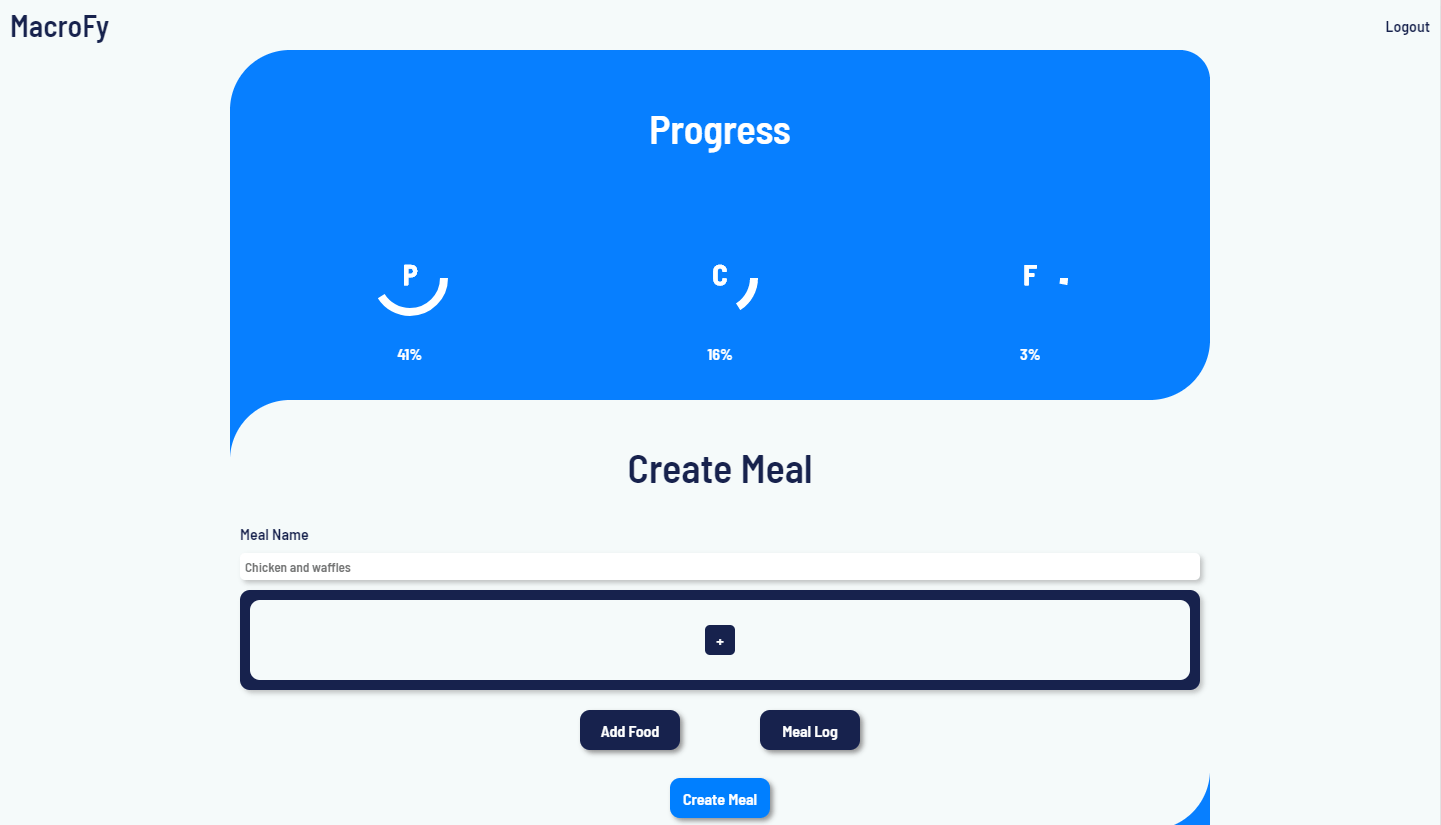 MacroFy
Logout
Progress
P
C
F
41%
16%
3%
Create Meal
Meal Name
Chicken and waffles
+
Add Food
Meal Log
Create Meal